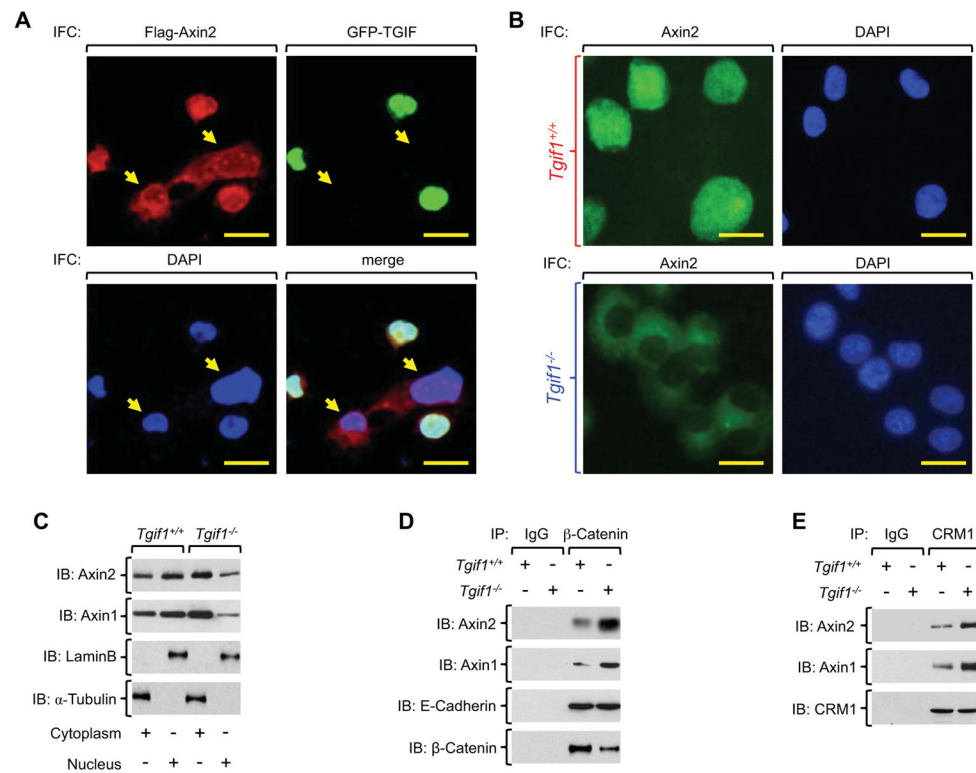 A
IFC: Flag-Axin2 GFP-TGIF
IFC: DAPI merge
B
IFC: Axin2 DAPI
Tgif1+/+
IFC: Axin2 DAPI
Tgif1-/-
C
Tgif1+/+ Tgif1-/-
IB: Axin2
IB: Axin1
IB: LaminB
IB: α-Tubulin
Cytoplasm + - + -
Nucleus - + - +
D
IP: IgG β-Catenin
Tgif1+/+ + - + -
Tgif1-/- - + - +
IB: Axin2
IB: Axin1
IB: E-Cadherin
IB: β-Catenin
E
IP: IgG CRM1
Tgif1+/+ + - + -
Tgif1-/- - + - +
IB: Axin2
IB: Axin1
IB: CRM1